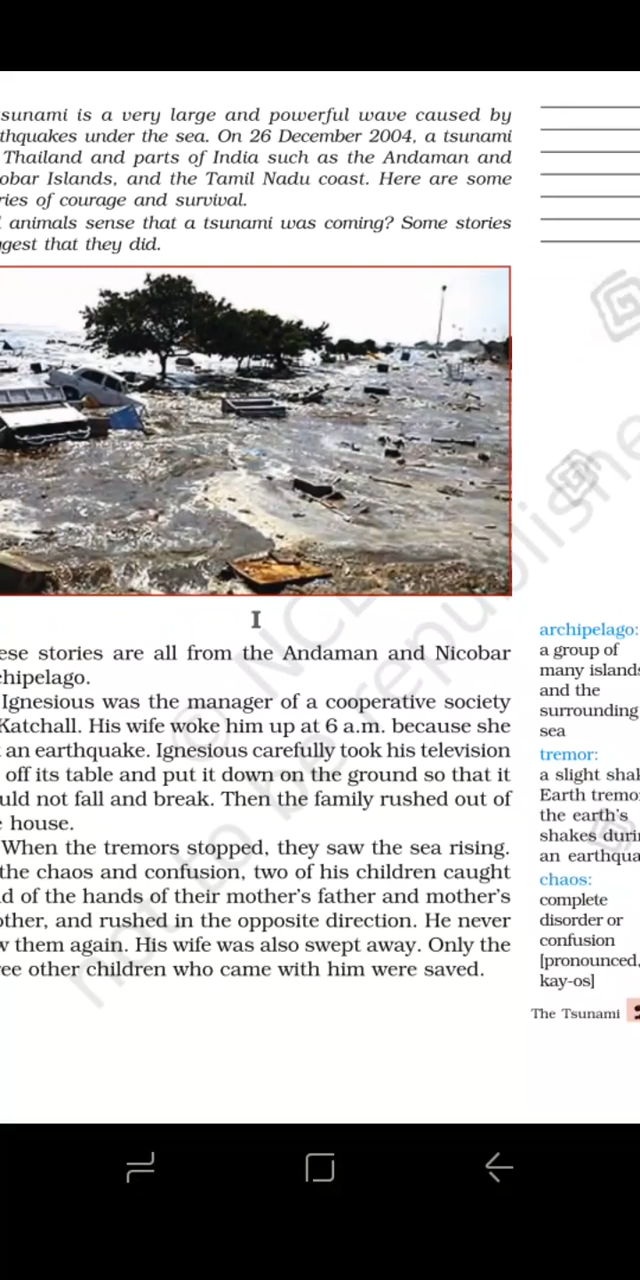 sunami is a very large and powerful wave caused by
thquakes under the sea. On 26 December 2004, a tsunami
Thailand and parts of India such as the Andaman and
obar Islands, and the Tamil Nadu coast. Here are some
ries of courage and survival.
animals sense that a tsunami was coming? Some stories
gest that they did.
I
ese stories are all from the Andaman and Nicobar
hipelago.
Ignesious was the manager of a cooperative society
Katchall. His wife woke him up at 6 a.m. because she
an earthquake. Ignesious carefully took his television
off its table and put it down on the ground so that it
uld not fall and break. Then the family rushed out of
house.
When the tremors stopped, they saw the sea rising.
the chaos and confusion, two of his children caught
d of the hands of their mother's father and mother's
other, and rushed in the opposite direction. He never
w them again. His wife was also swept away. Only the
ree other children who came with him were saved.
archipelago:
a group of
many islands
and the
surrounding
sea
tremor:
a slight shak
Earth tremo
the earth's
shakes durin
an earthqua
chaos:
complete
disorder or
confusion
[pronounced,
kay-os]
The Tsunami
© NCE
not to be republishe